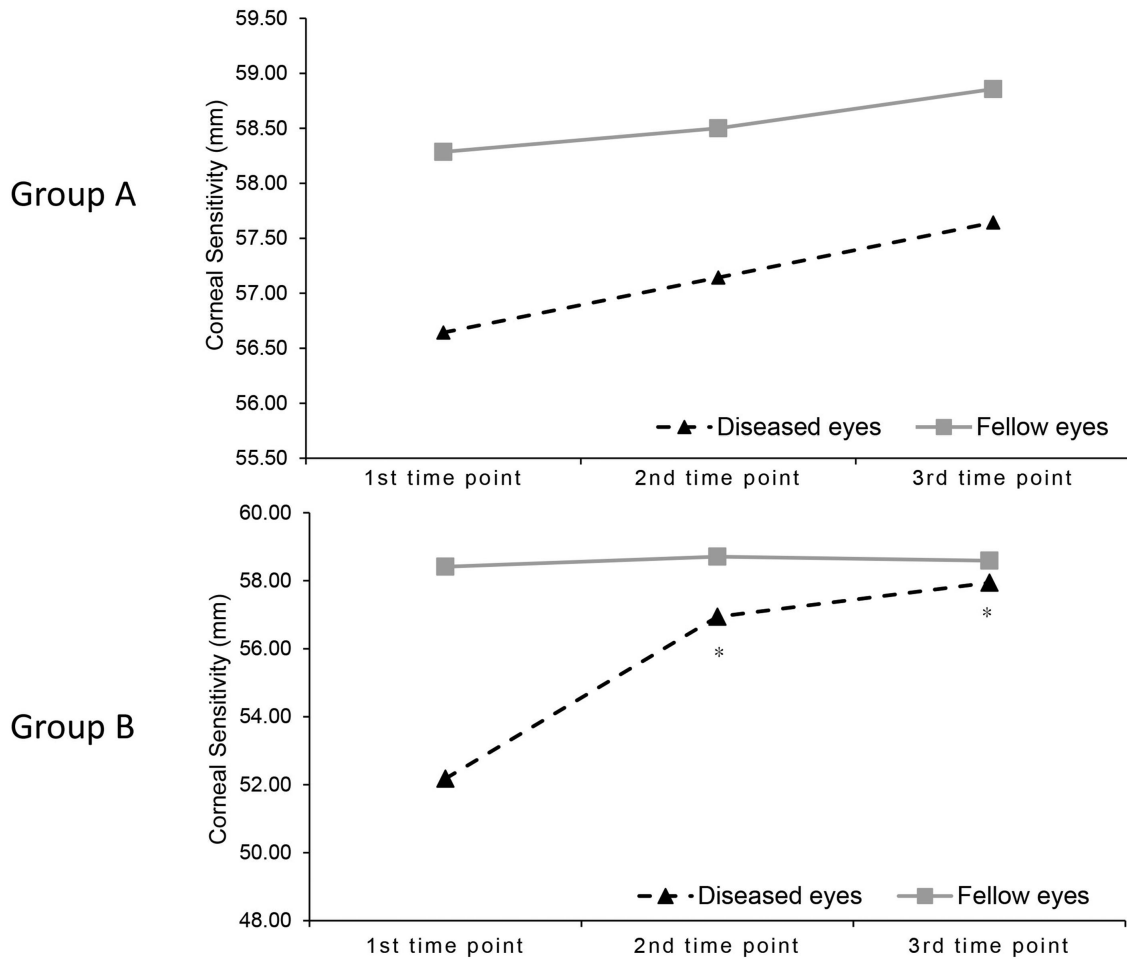 Group A
Corneal Sensitivity (mm)
59.50
59.00
58.50
58.00
57.50
57.00
56.50
56.00
55.50
Diseased eyes Fellow eyes
1st time point 2nd time point 3rd time point
Group B
Corneal Sensitivity (mm)
60.00
58.00
56.00
54.00
52.00
50.00
48.00
*
*
Diseased eyes Fellow eyes
1st time point 2nd time point 3rd time point